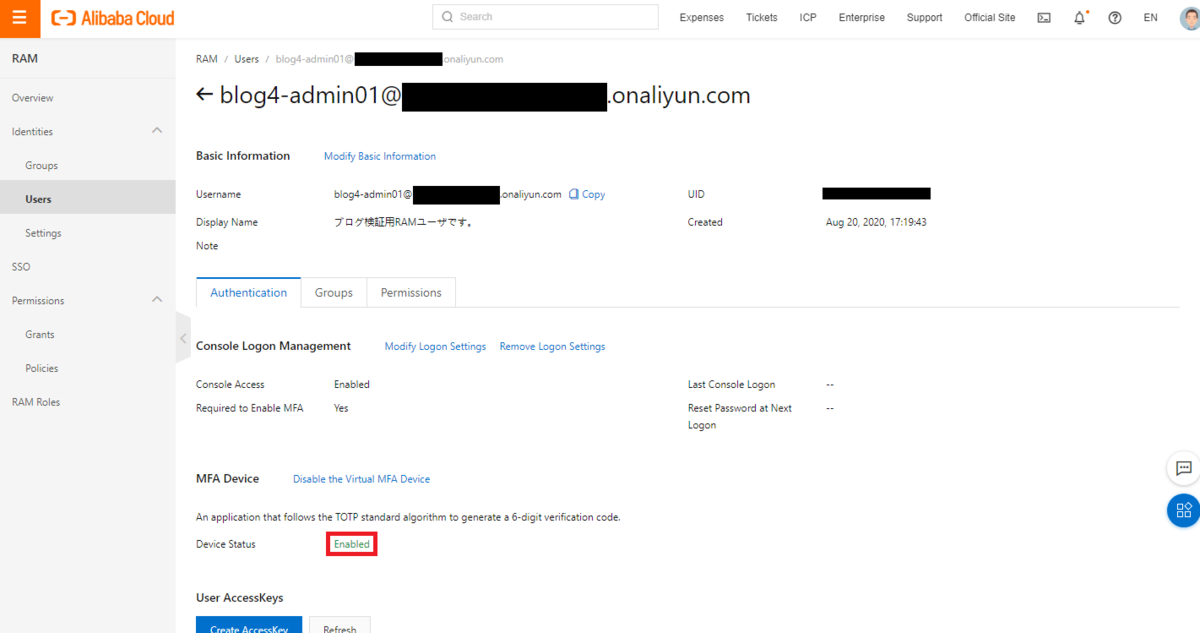 Alibaba Cloud
Search
Expenses Tickets ICP Enterprise Support Official Site EN
RAM
Overview
Identities
Groups
Users
Settings
SSO
Permissions
Grants
Policies
RAM Roles
RAM / Users / blog4-admin01@ .onaliyun.com
blog4-admin01@ .onaliyun.com
Basic Information Modify Basic Information
Username blog4-admin01@ .onaliyun.com Copy UID
Display Name ブログ検証用RAMユーザです。 Created Aug 20, 2020, 17:19:43
Note
Authentication Groups Permissions
Console Logon Management Modify Logon Settings Remove Logon Settings
Console Access Enabled Last Console Logon --
Required to Enable MFA Yes Reset Password at Next Logon --
MFA Device Disable the Virtual MFA Device
An application that follows the TOTP standard algorithm to generate a 6-digit verification code.
Device Status Enabled
User AccessKeys
Create AccessKey Refresh